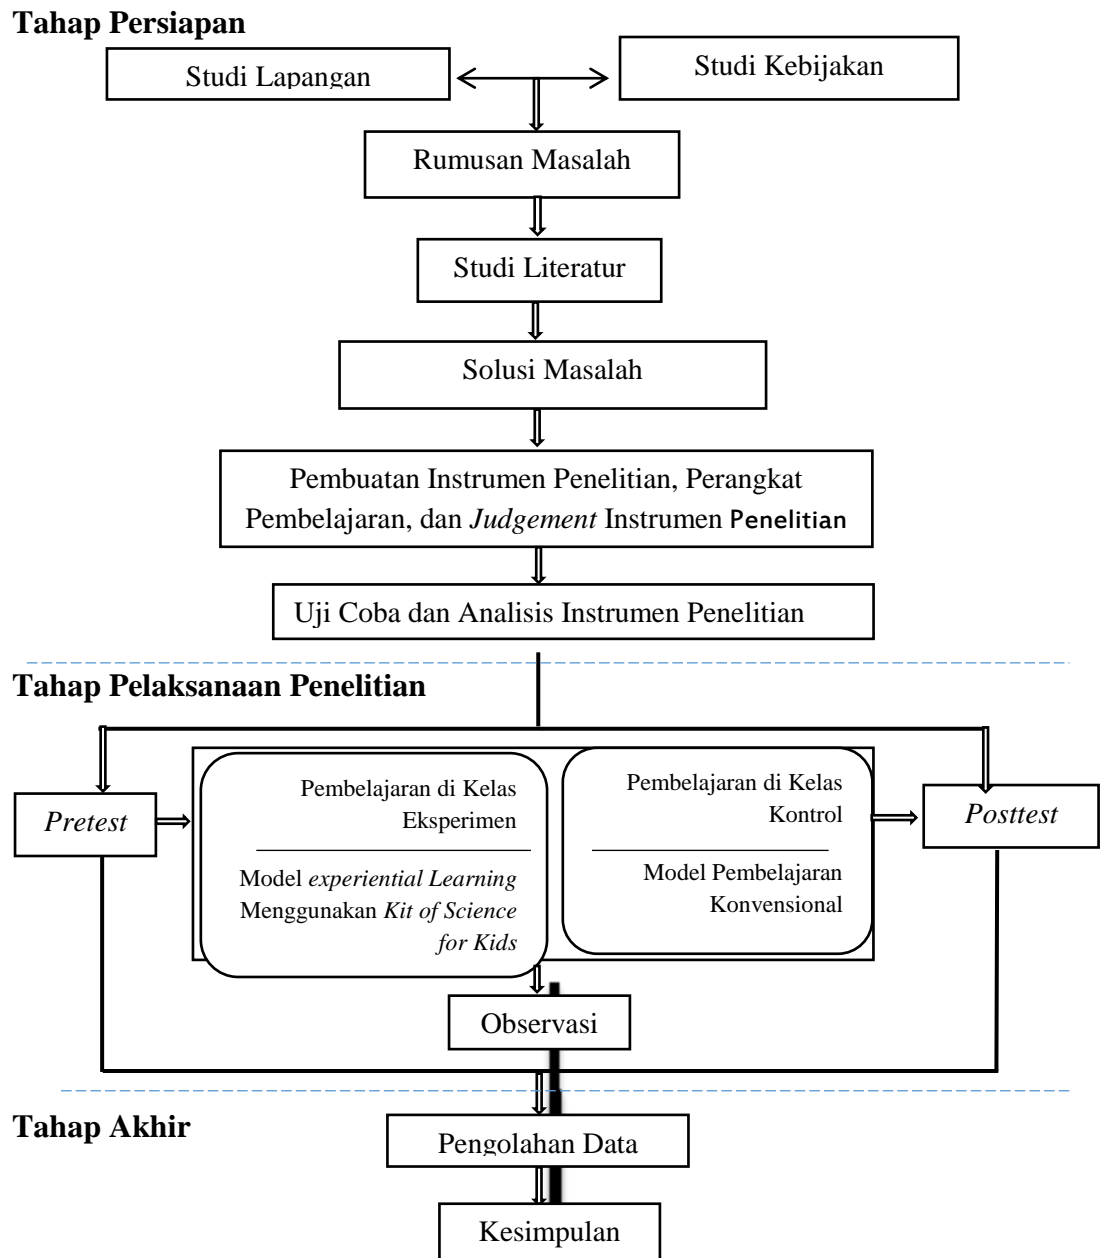 Tahap Persiapan
Studi Lapangan
Studi Kebijakan
Rumusan Masalah
Studi Literatur
Solusi Masalah
Pembuatan Instrumen Penelitian, Perangkat
Pembelajaran, dan Judgement Instrumen Penelitian
Uji Coba dan Analisis Instrumen Penelitian
Tahap Pelaksanaan Penelitian
Pretest
Pembelajaran di Kelas
Eksperimen
Model experiential Learning
Menggunakan Kit of Science
for Kids
Pembelajaran di Kelas
Kontrol
Model Pembelajaran
Konvensional
Posttest
Observasi
Tahap Akhir
Pengolahan Data
Kesimpulan